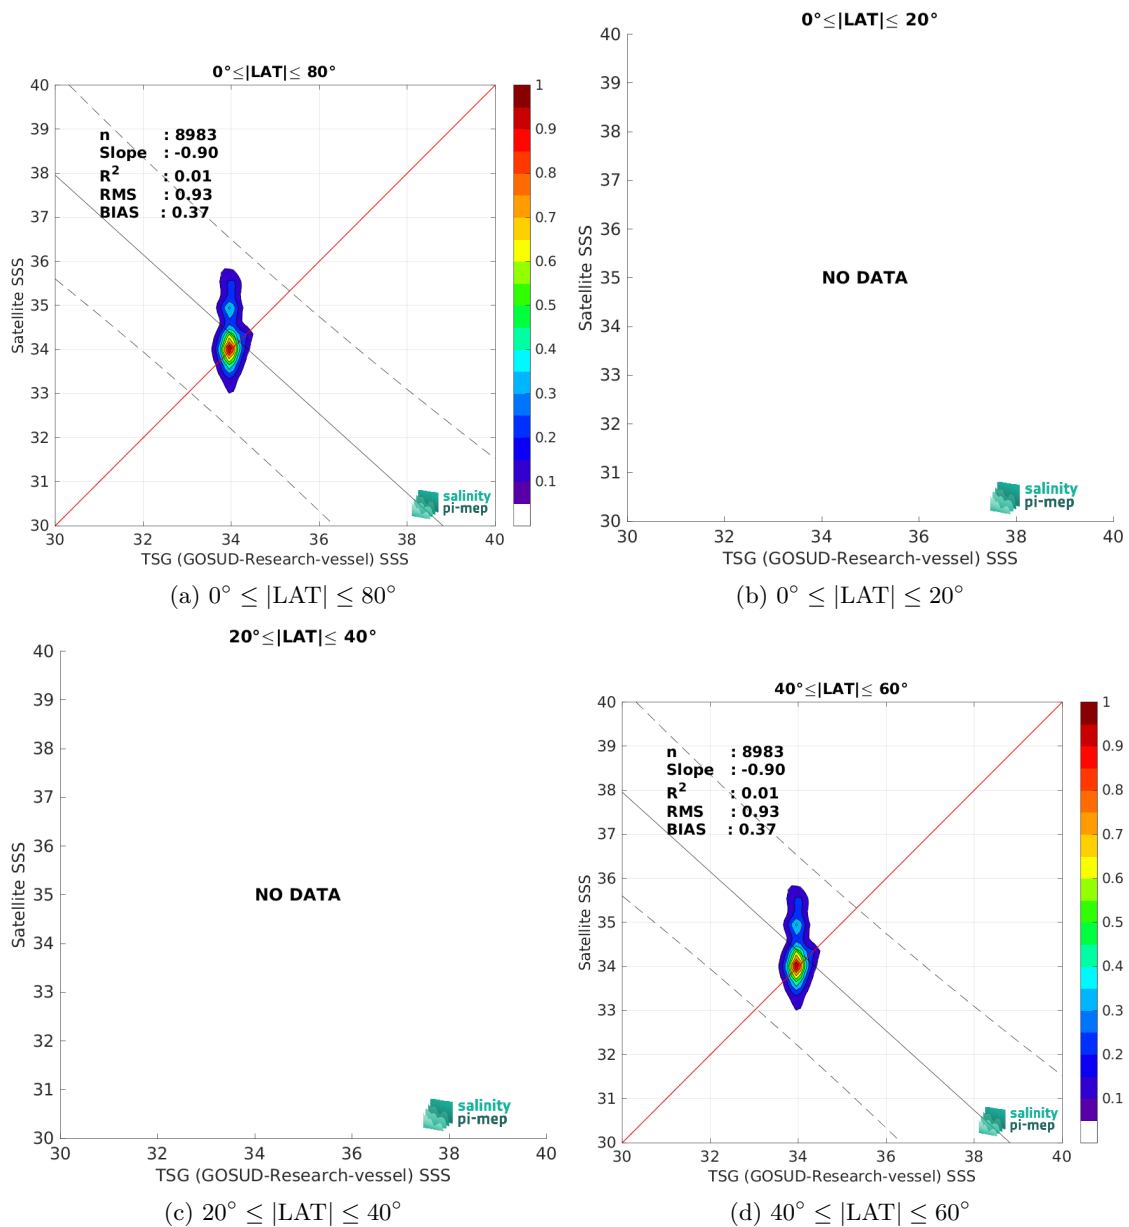 0°≤|LAT|≤ 80°
40
39
38
37
36
35
34
33
32
31
30
Satellite SSS
n : 8983
Slope : -0.90
R² : 0.01
RMS : 0.93
BIAS : 0.37
1
0.9
0.8
0.7
0.6
0.5
0.4
0.3
0.2
0.1
salinity
pi-mep
30 32 34 36 38 40
TSG (GOSUD-Research-vessel) SSS
(a) 0° ≤ |LAT| ≤ 80°
0°≤|LAT|≤ 20°
40
39
38
37
36
35
34
33
32
31
30
Satellite SSS
NO DATA
salinity
pi-mep
30 32 34 36 38 40
TSG (GOSUD-Research-vessel) SSS
(b) 0° ≤ |LAT| ≤ 20°
20°≤|LAT|≤ 40°
40
39
38
37
36
35
34
33
32
31
30
Satellite SSS
NO DATA
salinity
pi-mep
30 32 34 36 38 40
TSG (GOSUD-Research-vessel) SSS
(c) 20° ≤ |LAT| ≤ 40°
40°≤|LAT|≤ 60°
40
39
38
37
36
35
34
33
32
31
30
Satellite SSS
n : 8983
Slope : -0.90
R² : 0.01
RMS : 0.93
BIAS : 0.37
1
0.9
0.8
0.7
0.6
0.5
0.4
0.3
0.2
0.1
salinity
pi-mep
30 32 34 36 38 40
TSG (GOSUD-Research-vessel) SSS
(d) 40° ≤ |LAT| ≤ 60°